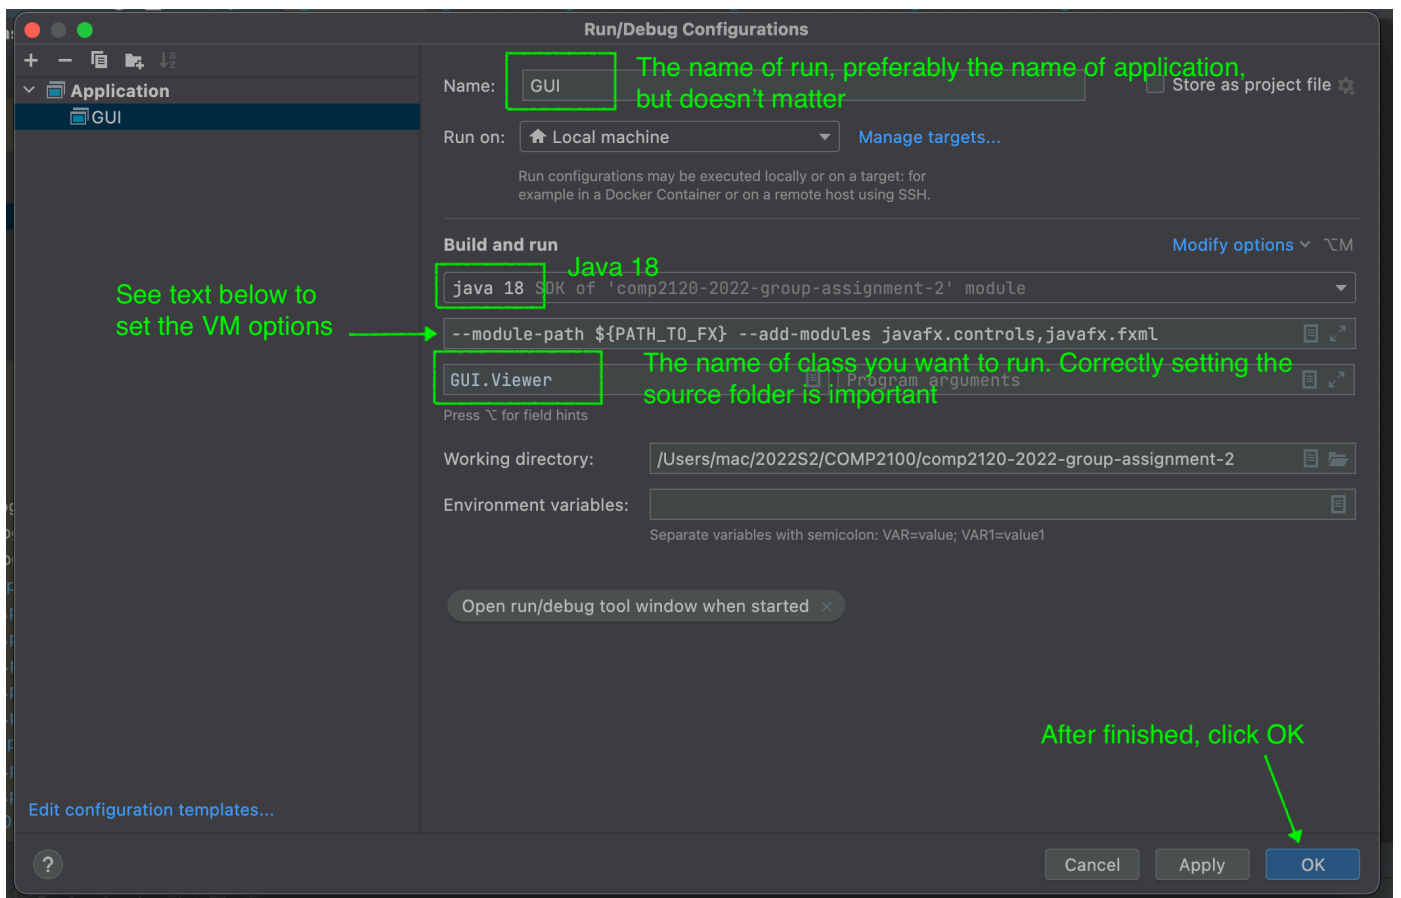 Run/Debug Configurations
Application
GUI
Name:
GUI
The name of run, preferably the name of application,
but doesn't matter
Store as project file
Run on:
Local machine
Manage targets...
Run configurations may be executed locally or on a target: for
example in a Docker Container or on a remote host using SSH.
Build and run
Modify options
⌥M
Java 18
java 18 SDK of 'comp2120-2022-group-assignment-2' module
See text below to
set the VM options
--module-path ${PATH_TO_FX} --add-modules javafx.controls,javafx.fxml
GUI.Viewer
Program arguments
The name of class you want to run. Correctly setting the
source folder is important
Press ⌥ for field hints
Working directory:
/Users/mac/2022S2/COMP2100/comp2120-2022-group-assignment-2
Environment variables:
Separate variables with semicolon: VAR=value; VAR1=value1
Open run/debug tool window when started
After finished, click OK
Edit configuration templates...
?
Cancel
Apply
OK